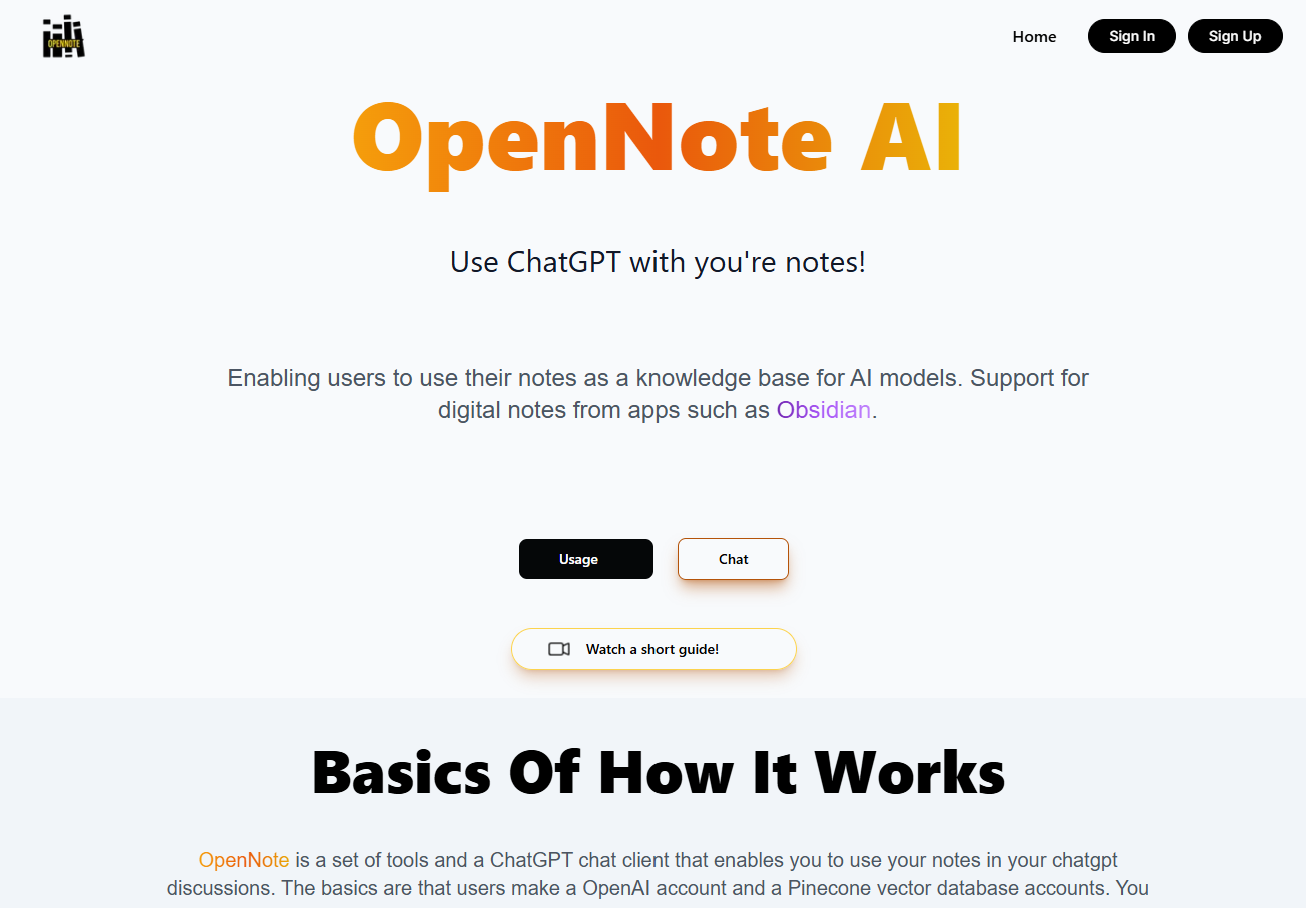 OPENNOTE
Home
Sign In
Sign Up
OpenNote AI
Use ChatGPT with you're notes!
Enabling users to use their notes as a knowledge base for AI models. Support for
digital notes from apps such as Obsidian.
Usage
Chat
Watch a short guide!
Basics Of How It Works
OpenNote is a set of tools and a ChatGPT chat client that enables you to use your notes in your chatgpt
discussions. The basics are that users make a OpenAI account and a Pinecone vector database accounts. You